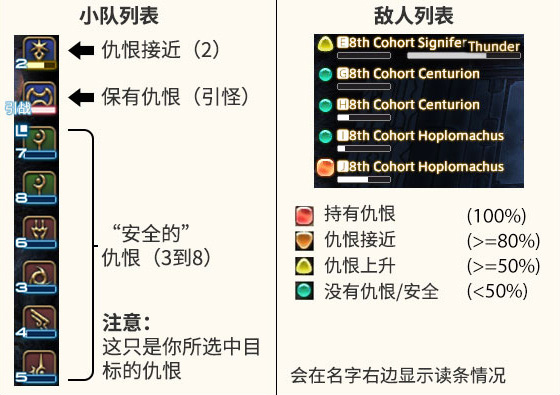 小队列表
2
仇恨接近（2）
引战
保有仇恨（引怪）
L
7
8
6
3
4
5
“安全的”
仇恨（3到8）
注意：
这只是你所选中目
标的仇恨
敌人列表
E8th Cohort Signifer Thunder
G8th Cohort Centurion
H8th Cohort Centurion
I8th Cohort Hoplomachus
J8th Cohort Hoplomachus
持有仇恨 (100%)
仇恨接近 (>=80%)
仇恨上升 (>=50%)
没有仇恨/安全 (<50%)
会在名字右边显示读条情况